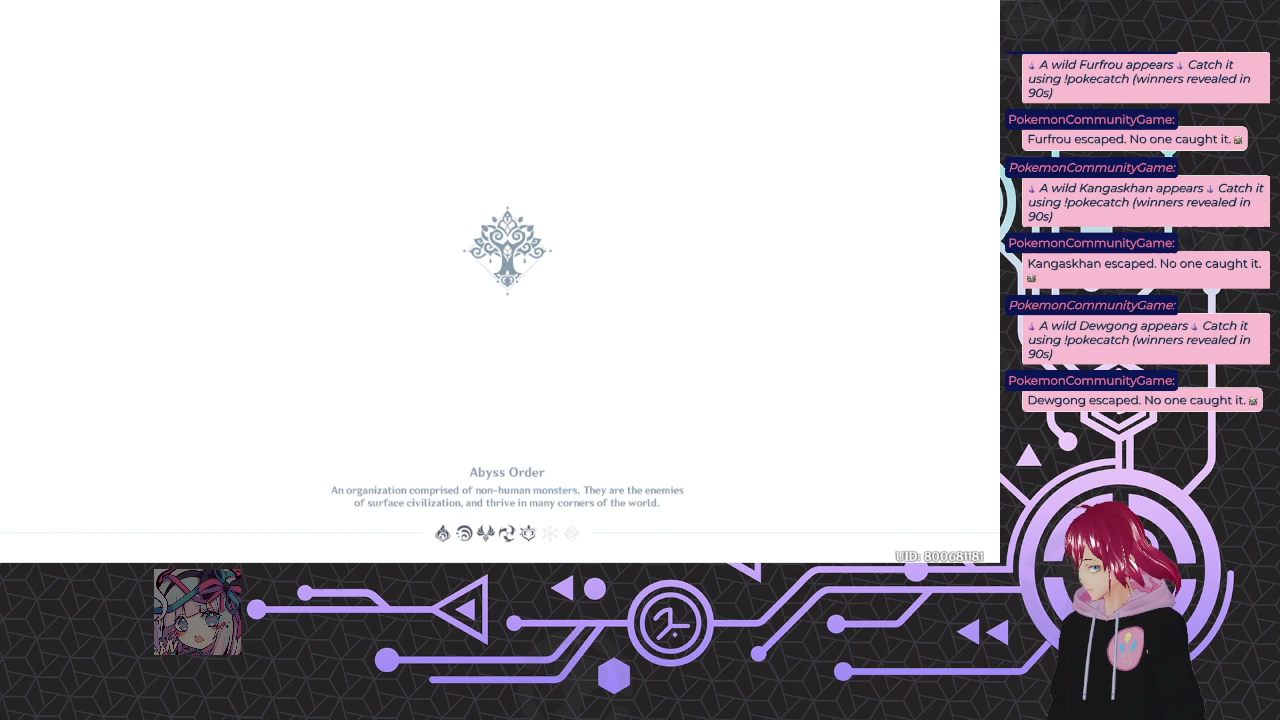 Abyss Order
An organization comprised of non-human monsters. They are the enemies
of surface civilization, and thrive in many corners of the world.
UID: 800681181
A wild Furfrou appears Catch it
using !pokecatch (winners revealed in
90s)
PokemonCommunityGame:
Furfrou escaped. No one caught it.
PokemonCommunityGame:
A wild Kangaskhan appears Catch it
using !pokecatch (winners revealed in
90s)
PokemonCommunityGame:
Kangaskhan escaped. No one caught it.
PokemonCommunityGame:
A wild Dewgong appears Catch it
using !pokecatch (winners revealed in
90s)
PokemonCommunityGame:
Dewgong escaped. No one caught it.